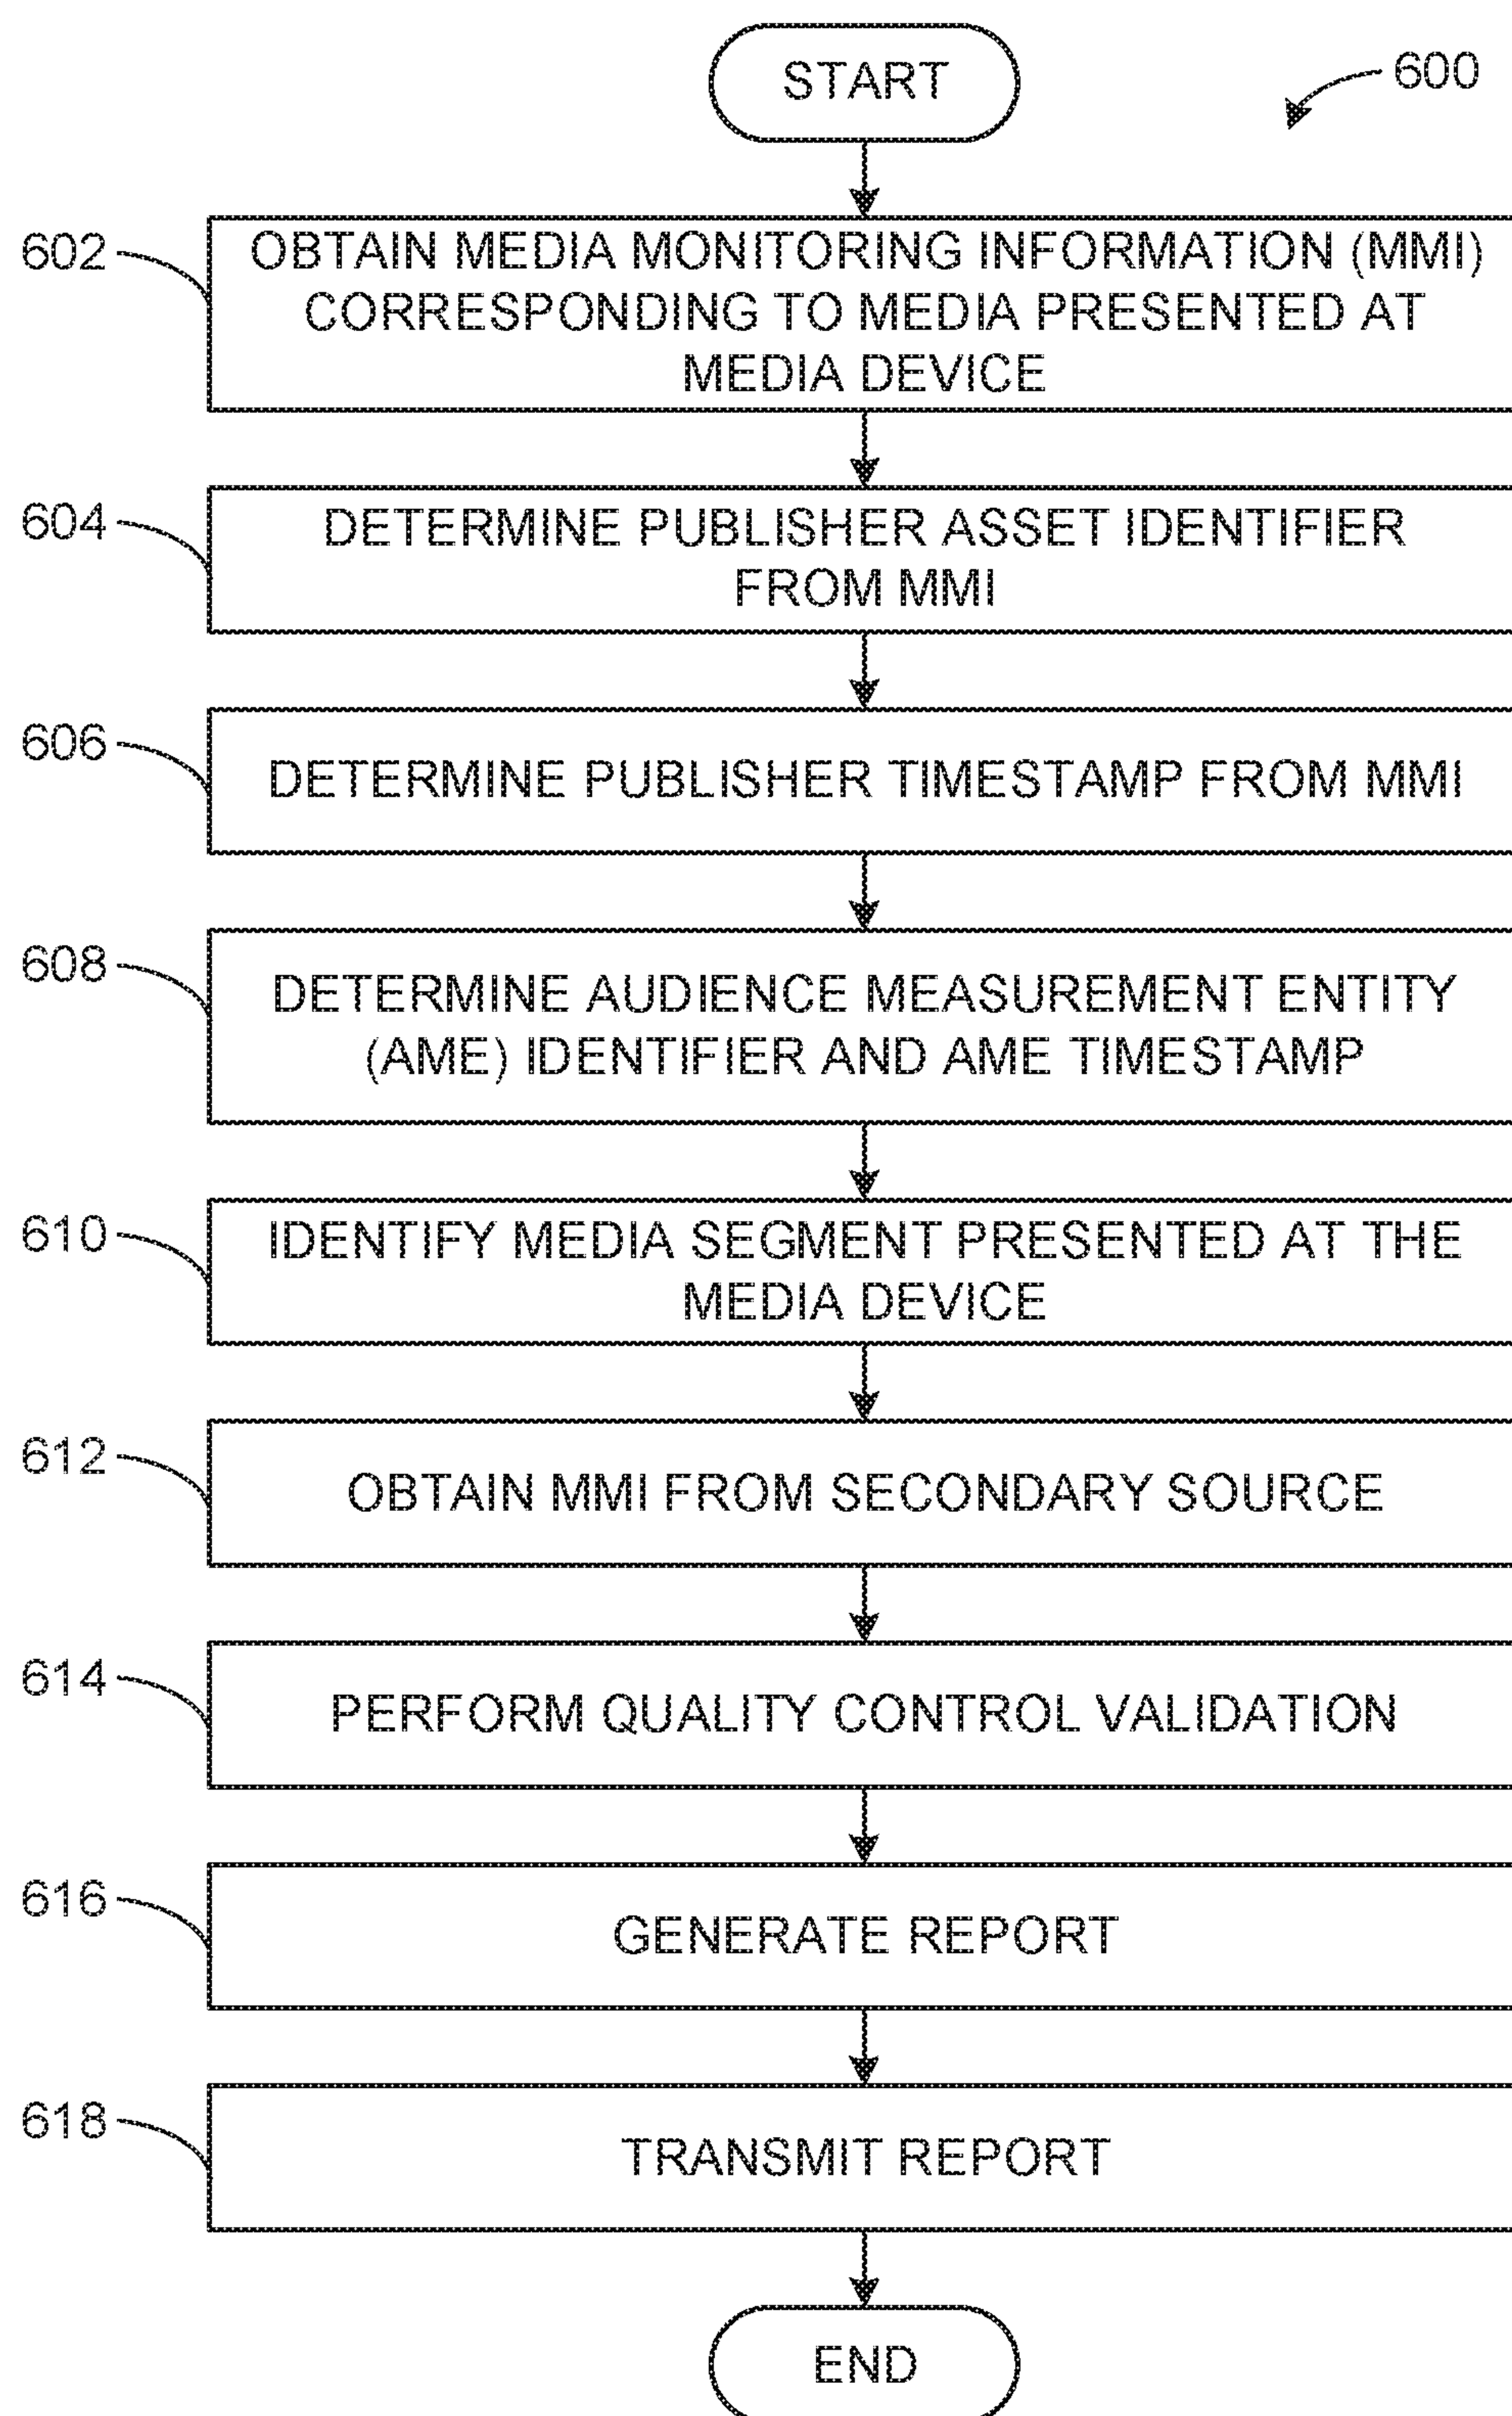 START
600
602
OBTAIN MEDIA MONITORING INFORMATION (MMI)
CORRESPONDING TO MEDIA PRESENTED AT
MEDIA DEVICE
604
DETERMINE PUBLISHER ASSET IDENTIFIER
FROM MMI
606
DETERMINE PUBLISHER TIMESTAMP FROM MMI
608
DETERMINE AUDIENCE MEASUREMENT ENTITY
(AME) IDENTIFIER AND AME TIMESTAMP
610
IDENTIFY MEDIA SEGMENT PRESENTED AT THE
MEDIA DEVICE
612
OBTAIN MMI FROM SECONDARY SOURCE
614
PERFORM QUALITY CONTROL VALIDATION
616
GENERATE REPORT
618
TRANSMIT REPORT
END